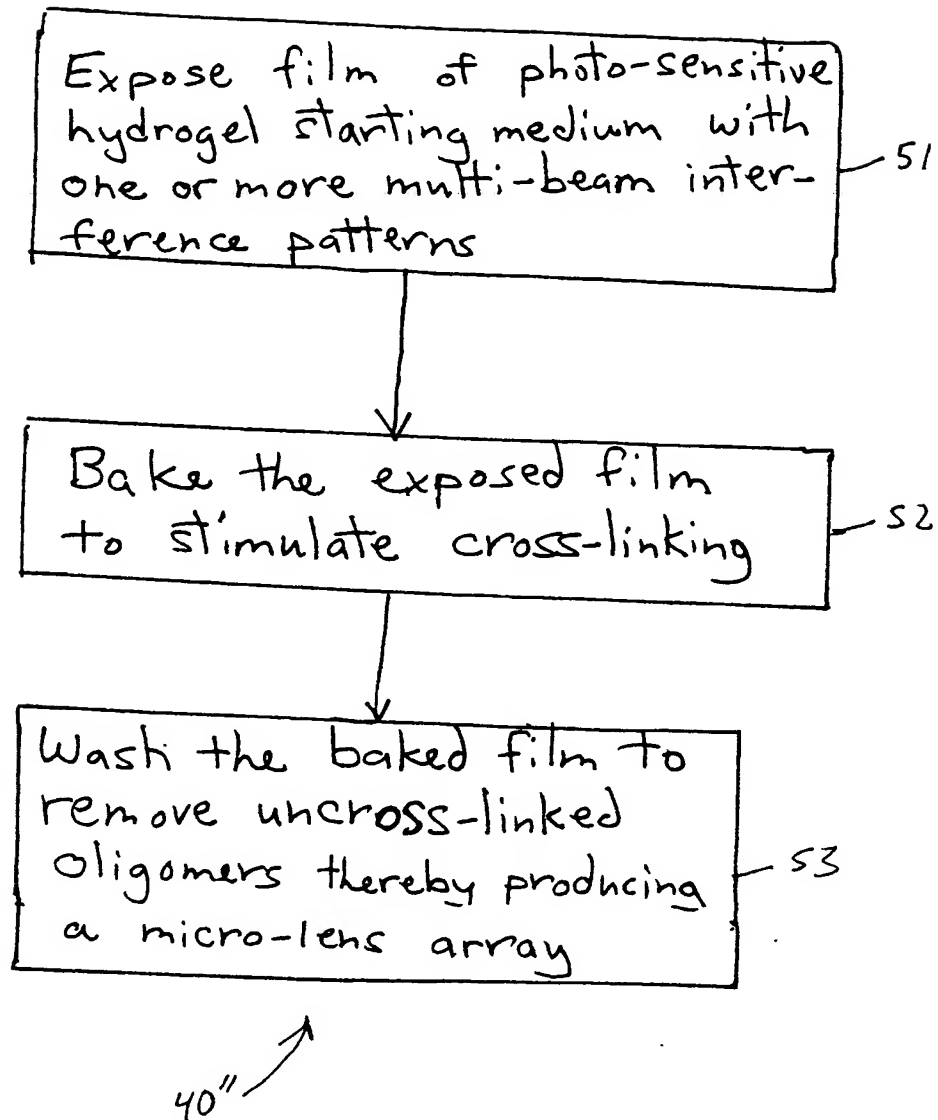 Expose film of photo-sensitive
hydrogel starting medium with
one or more multi-beam inter-
ference patterns
51
Bake the exposed film
to stimulate cross-linking
52
Wash the baked film to
remove uncross-linked
oligomers thereby producing
a micro-lens array
53
40"